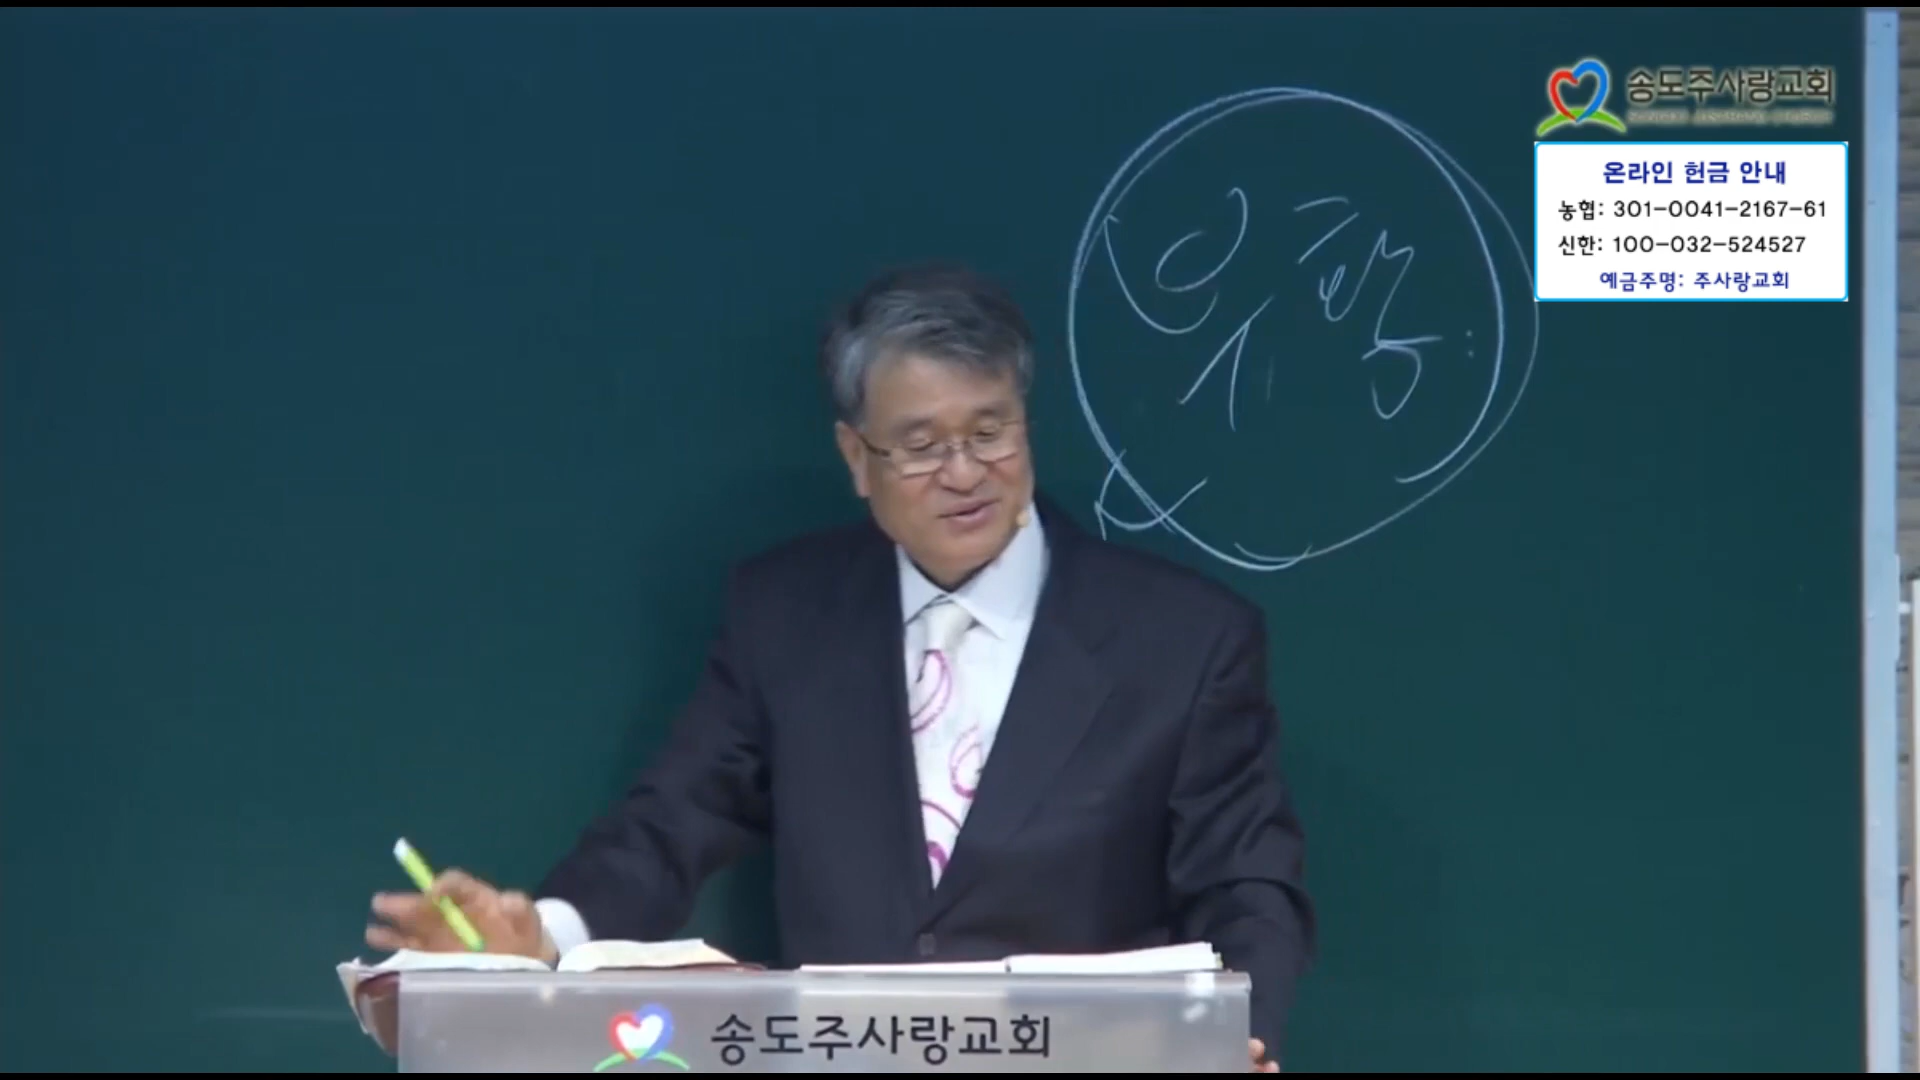 송도주사랑교회
온라인 헌금 안내
농협: 301-0041-2167-61
신한: 100-032-524527
예금주명: 주사랑교회
유황
송도주사랑교회